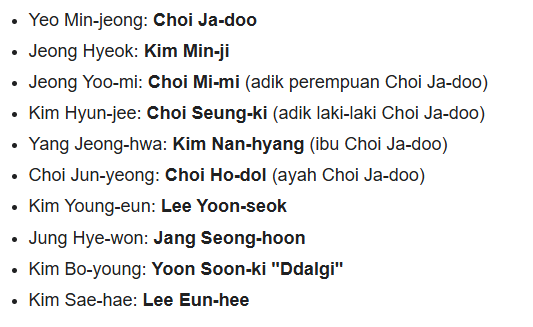 Yeo Min-jeong: Choi Ja-doo
Jeong Hyeok: Kim Min-ji
Jeong Yoo-mi: Choi Mi-mi (adik perempuan Choi Ja-doo)
Kim Hyun-jee: Choi Seung-ki (adik laki-laki Choi Ja-doo)
Yang Jeong-hwa: Kim Nan-hyang (ibu Choi Ja-doo)
Choi Jun-yeong: Choi Ho-dol (ayah Choi Ja-doo)
Kim Young-eun: Lee Yoon-seok
Jung Hye-won: Jang Seong-hoon
Kim Bo-young: Yoon Soon-ki "Ddalgi"
Kim Sae-hae: Lee Eun-hee